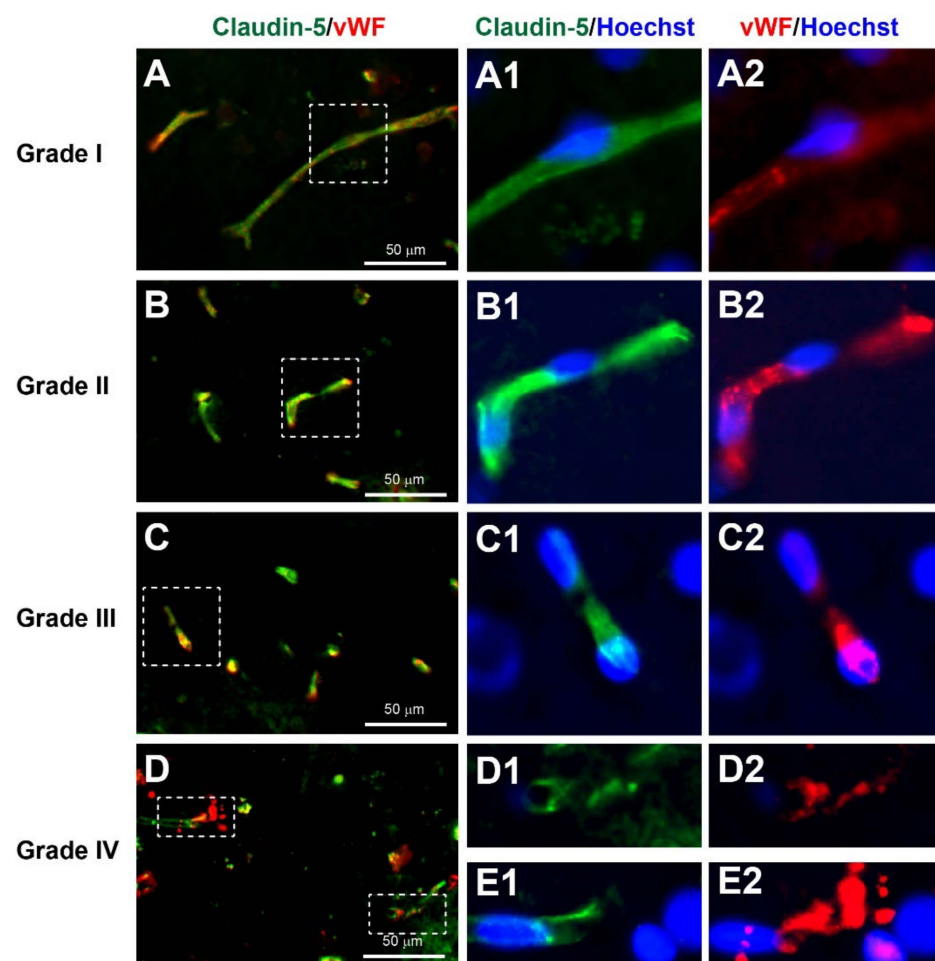 Claudin-5/vWF Claudin-5/Hoechst vWF/Hoechst
A A1 A2
Grade I
50 μm
B B1 B2
Grade II
50 μm
C C1 C2
Grade III
50 μm
D D1 D2
Grade IV
E1 E2
50 μm